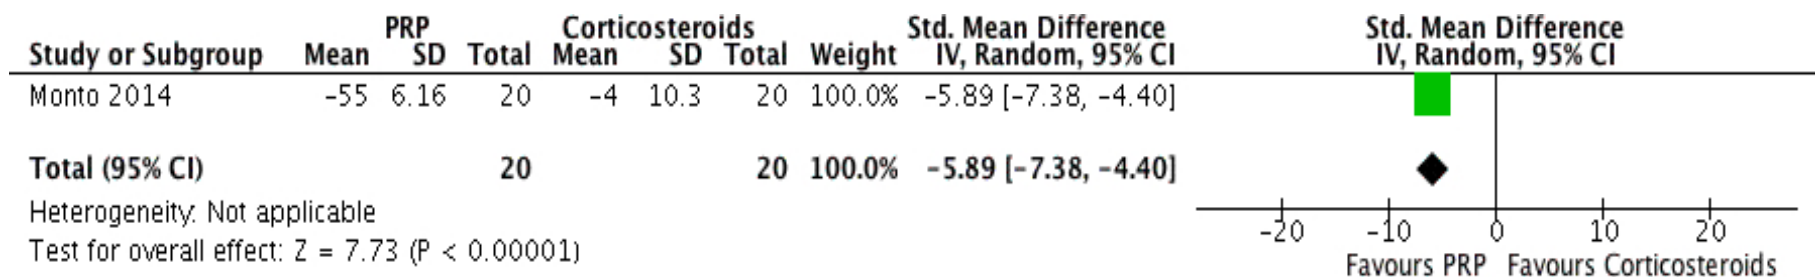 PRP Corticosteroids Std. Mean Difference Std. Mean Difference
Study or Subgroup Mean SD Total Mean SD Total Weight IV, Random, 95% CI IV, Random, 95% CI
Monto 2014 -55 6.16 20 -4 10.3 20 100.0% -5.89 [-7.38, -4.40]
Total (95% CI) 20 20 100.0% -5.89 [-7.38, -4.40]
Heterogeneity: Not applicable
Test for overall effect: Z = 7.73 (P < 0.00001)
-20 -10 0 10 20
Favours PRP Favours Corticosteroids